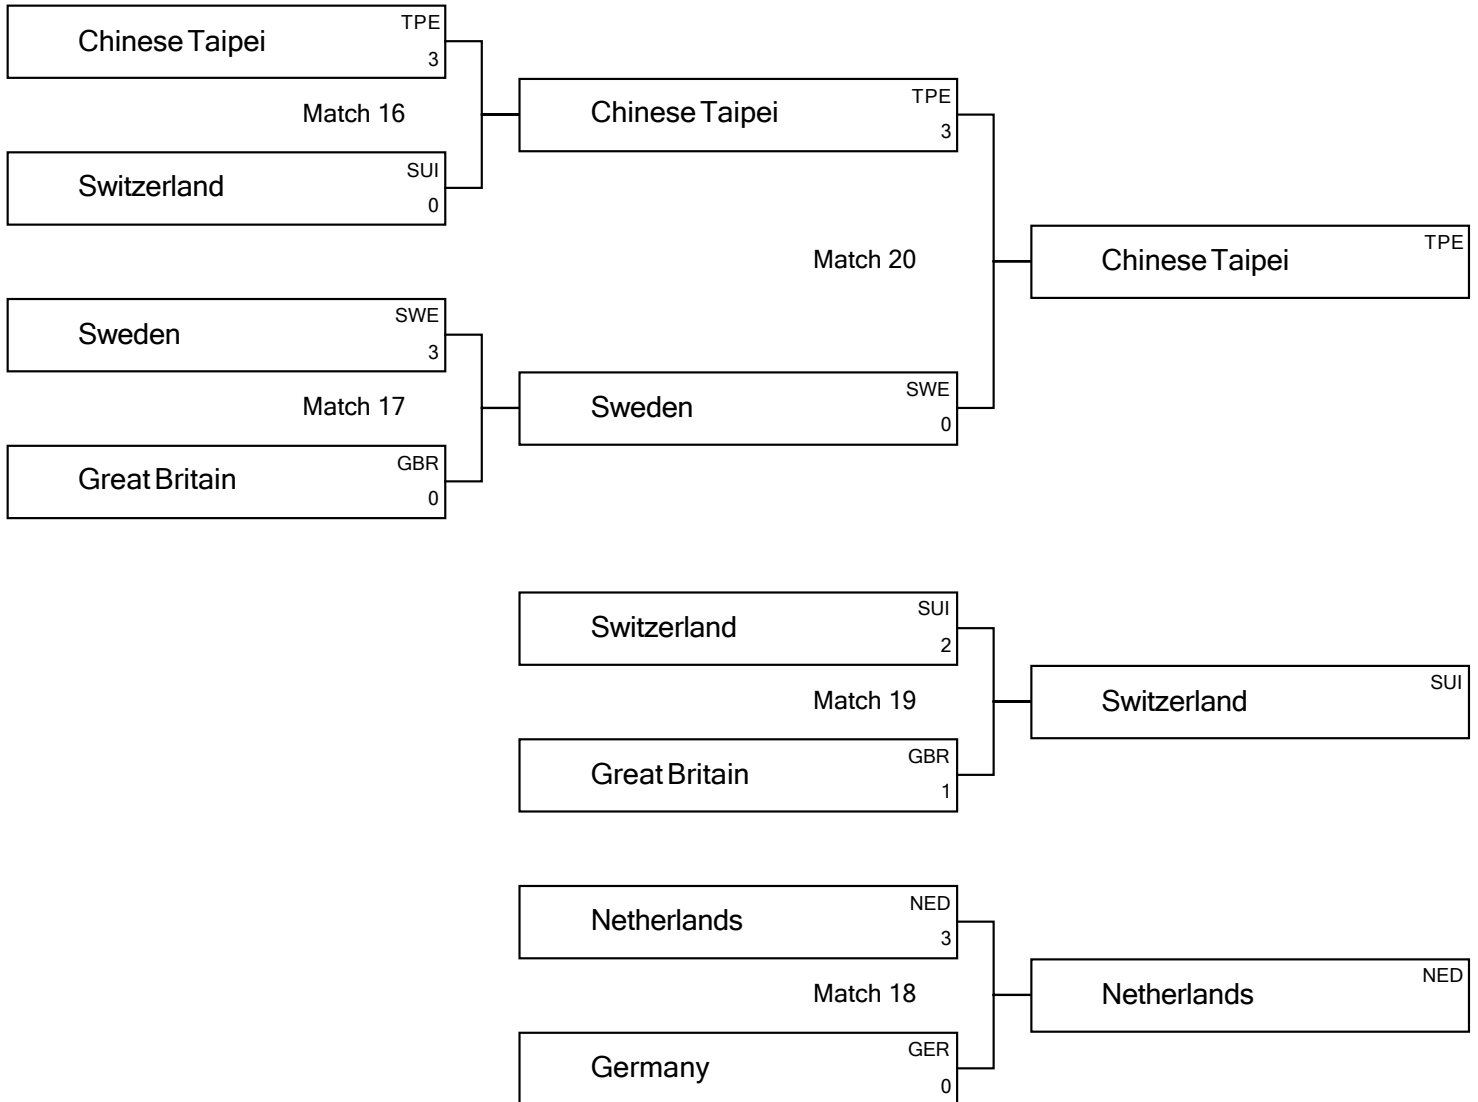 Chinese Taipei TPE
3
Match 16
Switzerland SUI
0
Chinese Taipei TPE
3
Match 20
Chinese Taipei TPE
Sweden SWE
3
Match 17
Great Britain GBR
0
Sweden SWE
0
Switzerland SUI
2
Match 19
Great Britain GBR
1
Switzerland SUI
Netherlands NED
3
Match 18
Germany GER
0
Netherlands NED